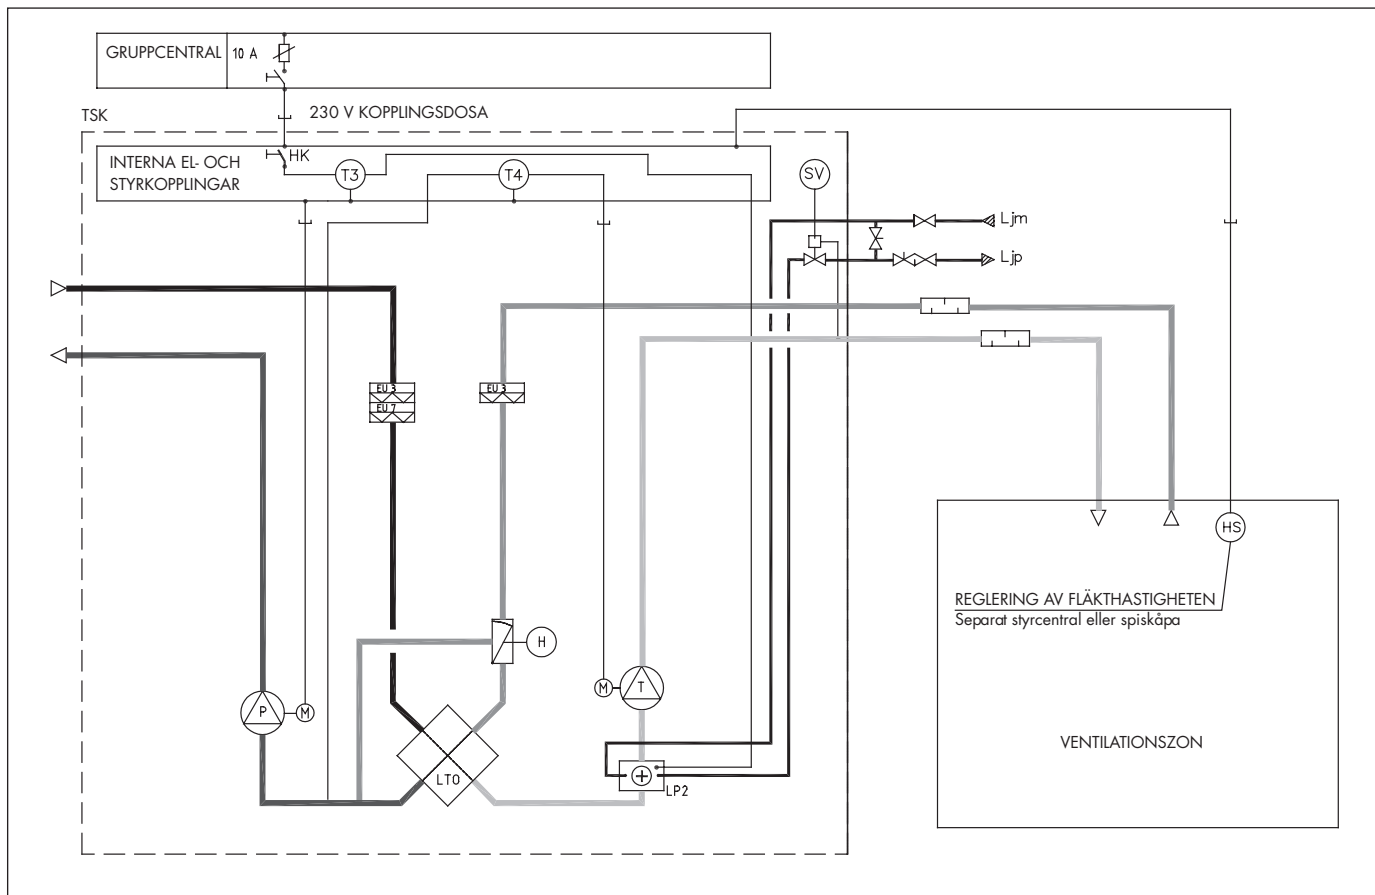 GRUPPCENTRAL
10 A
TSK
230 V KOPPLINGSDOSA
INTERNA EL- OCH
STYRKOPPLINGAR
HK
T3
T4
SV
Ljm
Ljp
EU 3
EU 7
EU 3
HS
REGLERING AV FLÄKTHASTIGHETEN
Separat styrcentral eller spiskåpa
H
M
T
P
M
VENTILATIONSZON
LTO
LP2